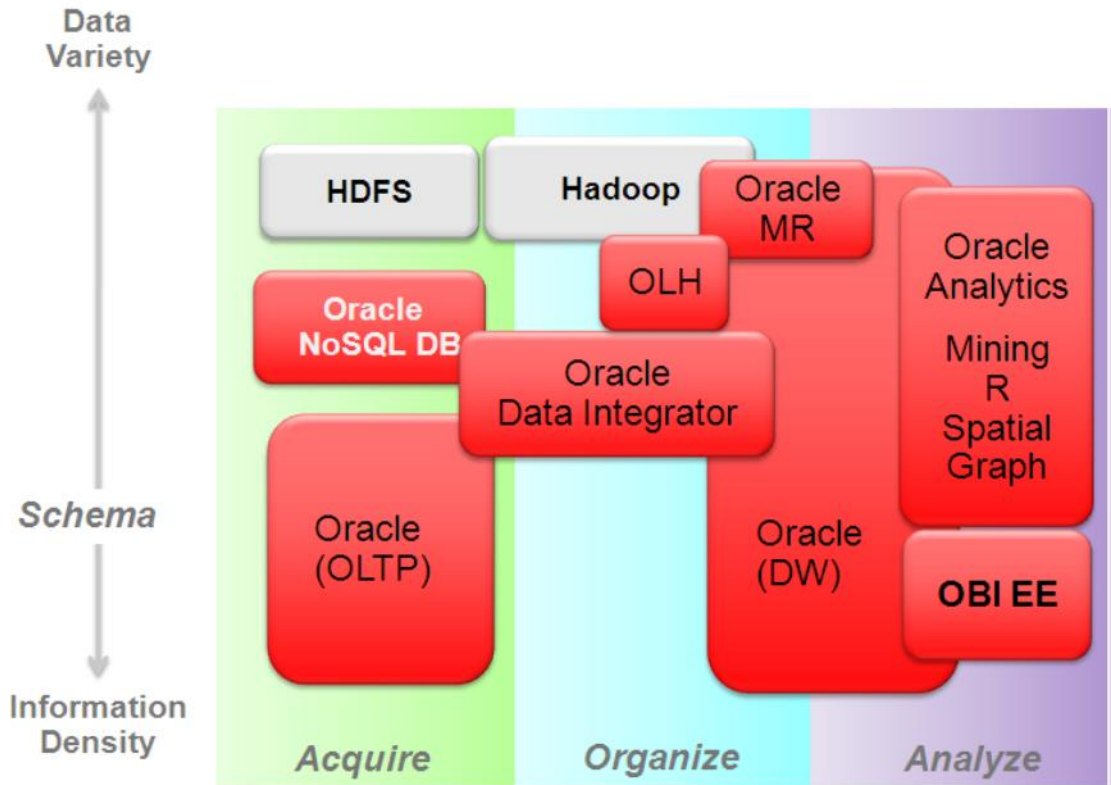 Data
Variety
HDFS
Hadoop
Oracle
MR
Oracle
Analytics
Mining
R
Spatial
Graph
OLH
Oracle
NoSQL DB
Oracle
Data Integrator
Schema
Oracle
(OLTP)
Oracle
(DW)
OBI EE
Information
Density
Acquire
Organize
Analyze